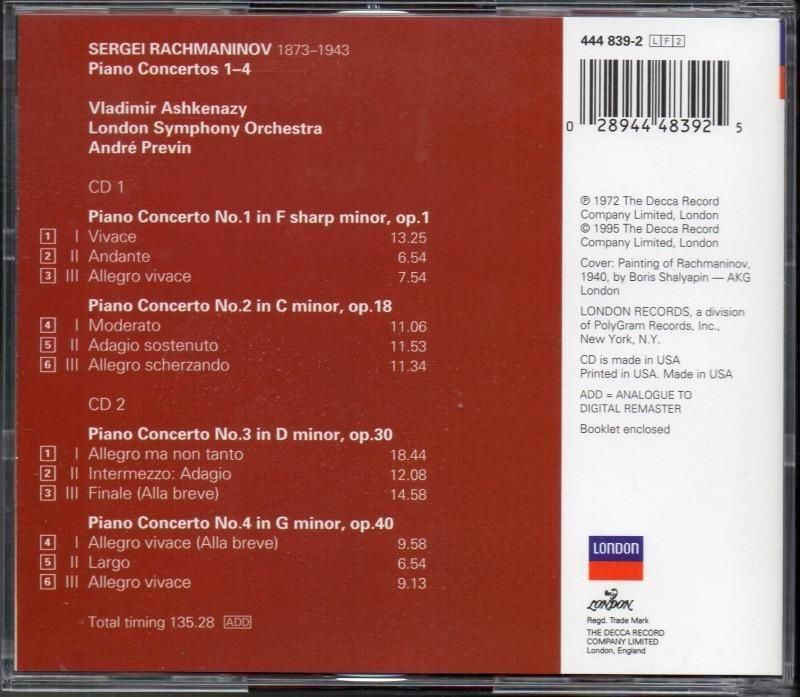 SERGEI RACHMANINOV 1873–1943
Piano Concertos 1–4
Vladimir Ashkenazy
London Symphony Orchestra
André Previn
CD 1
Piano Concerto No.1 in F sharp minor, op.1
1 I Vivace 13.25
2 II Andante 6.54
3 III Allegro vivace 7.54
Piano Concerto No.2 in C minor, op.18
4 I Moderato 11.06
5 II Adagio sostenuto 11.53
6 III Allegro scherzando 11.34
CD 2
Piano Concerto No.3 in D minor, op.30
1 I Allegro ma non tanto 18.44
2 II Intermezzo: Adagio 12.08
3 III Finale (Alla breve) 14.58
Piano Concerto No.4 in G minor, op.40
4 I Allegro vivace (Alla breve) 9.58
5 II Largo 6.54
6 III Allegro vivace 9.13
Total timing 135.28 ADD
444 839-2 L F 2
0 28944 48392 5
℗ 1972 The Decca Record
Company Limited, London
© 1995 The Decca Record
Company Limited, London
Cover: Painting of Rachmaninov,
1940, by Boris Shalyapin — AKG
London
LONDON RECORDS, a division
of PolyGram Records, Inc.,
New York, N.Y.
CD is made in USA
Printed in USA. Made in USA
ADD = ANALOGUE TO
DIGITAL REMASTER
Booklet enclosed
LONDON
LONDON
Regd. Trade Mark
THE DECCA RECORD
COMPANY LIMITED
London, England